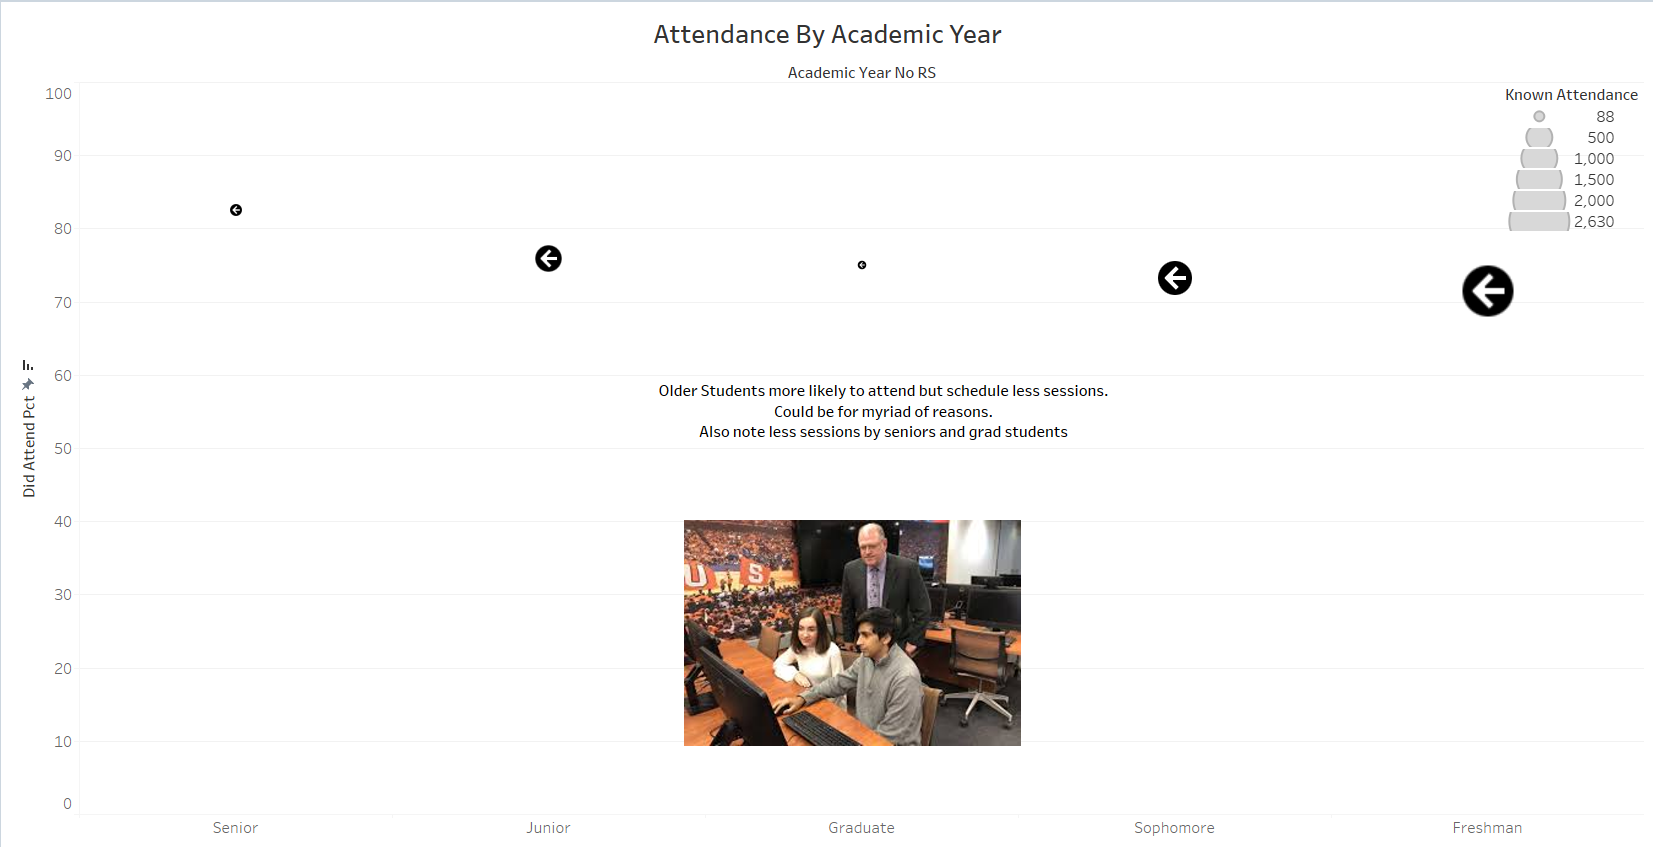 Attendance By Academic Year
Academic Year No RS
Known Attendance
88
500
1,000
1,500
2,000
2,630
100
90
80
70
60
50
40
30
20
10
0
Did Attend Pct
Older Students more likely to attend but schedule less sessions.
Could be for myriad of reasons.
Also note less sessions by seniors and grad students
U S
Senior Junior Graduate Sophomore Freshman